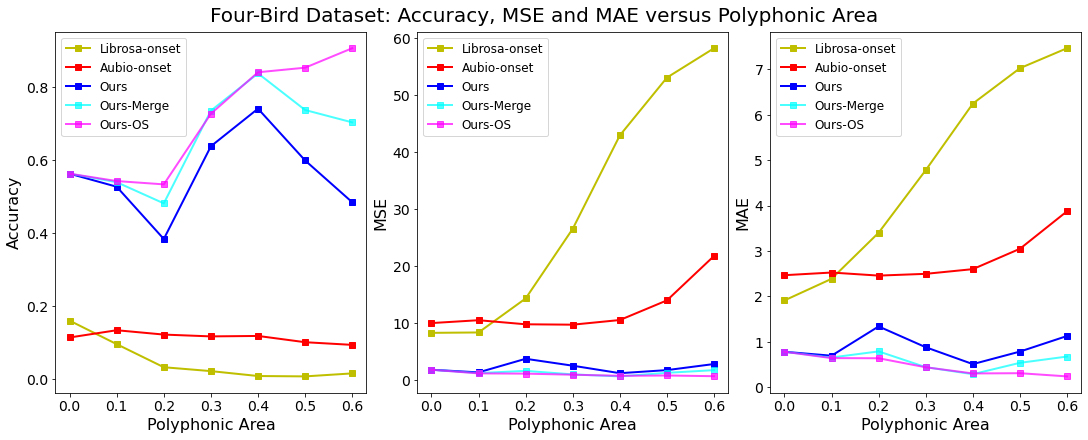 Four-Bird Dataset: Accuracy, MSE and MAE versus Polyphonic Area
Librosa-onset
Aubio-onset
Ours
Ours-Merge
Ours-OS
Accuracy
0.8
0.6
0.4
0.2
0.0
0.0 0.1 0.2 0.3 0.4 0.5 0.6
Polyphonic Area
Librosa-onset
Aubio-onset
Ours
Ours-Merge
Ours-OS
MSE
60
50
40
30
20
10
0
0.0 0.1 0.2 0.3 0.4 0.5 0.6
Polyphonic Area
Librosa-onset
Aubio-onset
Ours
Ours-Merge
Ours-OS
MAE
7
6
5
4
3
2
1
0
0.0 0.1 0.2 0.3 0.4 0.5 0.6
Polyphonic Area